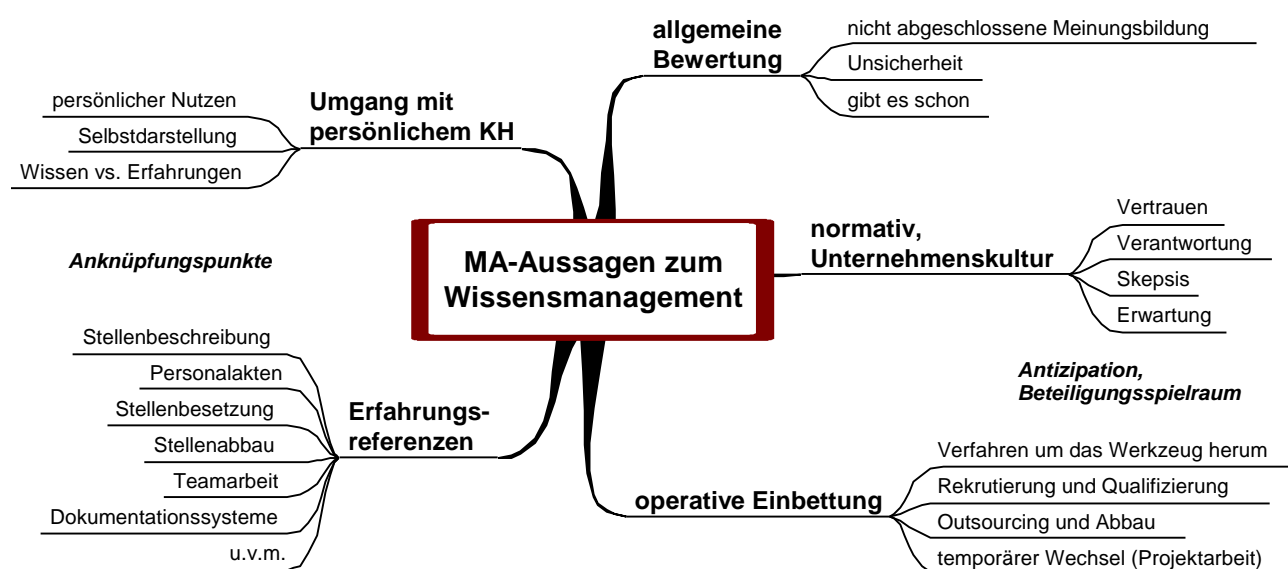 MA-Aussagen zum
Wissensmanagement
allgemeine
Bewertung
nicht abgeschlossene Meinungsbildung
Unsicherheit
gibt es schon
normativ,
Unternehmenskultur
Vertrauen
Verantwortung
Skepsis
Erwartung
Antizipation,
Beteiligungsspielraum
operative Einbettung
Verfahren um das Werkzeug herum
Rekrutierung und Qualifizierung
Outsourcing und Abbau
temporärer Wechsel (Projektarbeit)
Umgang mit
persönlichem KH
persönlicher Nutzen
Selbstdarstellung
Wissen vs. Erfahrungen
Anknüpfungspunkte
Erfahrungs-
referenzen
Stellenbeschreibung
Personalakten
Stellenbesetzung
Stellenabbau
Teamarbeit
Dokumentationssysteme
u.v.m.